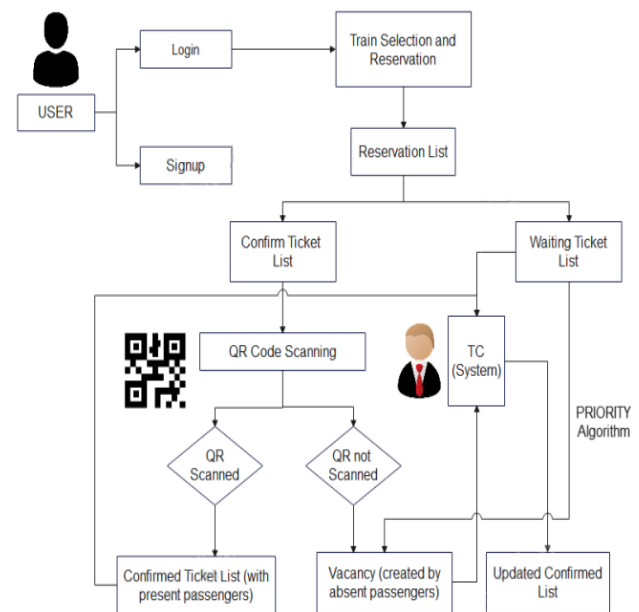 USER
Login
Signup
Train Selection and
Reservation
Reservation List
Confirm Ticket
List
Waiting Ticket
List
QR Code Scanning
TC
(System)
PRIORITY
Algorithm
QR
Scanned
QR not
Scanned
Confirmed Ticket List (with
present passengers)
Vacancy (created by
absent passengers)
Updated Confirmed
List